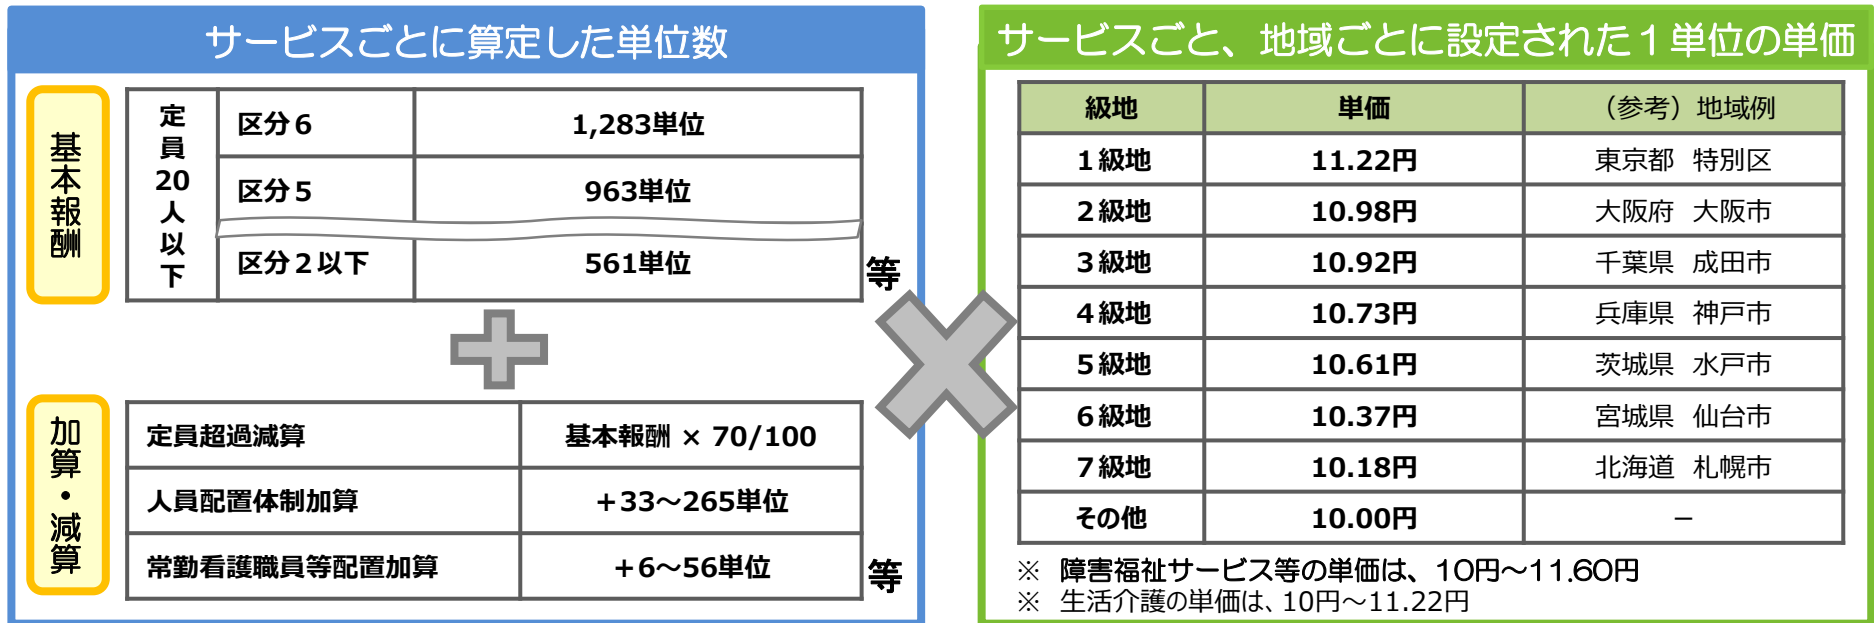 サービスごとに算定した単位数
基本報酬
定員20人以下
区分6 1,283単位
区分5 963単位
区分2以下 561単位
等
加算・減算
定員超過減算 基本報酬 × 70/100
人員配置体制加算 +33～265単位
常勤看護職員等配置加算 +6～56単位
等
サービスごと、地域ごとに設定された1単位の単価
級地 単価 （参考）地域例
1級地 11.22円 東京都 特別区
2級地 10.98円 大阪府 大阪市
3級地 10.92円 千葉県 成田市
4級地 10.73円 兵庫県 神戸市
5級地 10.61円 茨城県 水戸市
6級地 10.37円 宮城県 仙台市
7級地 10.18円 北海道 札幌市
その他 10.00円 －
※ 障害福祉サービス等の単価は、10円～11.60円
※ 生活介護の単価は、10円～11.22円